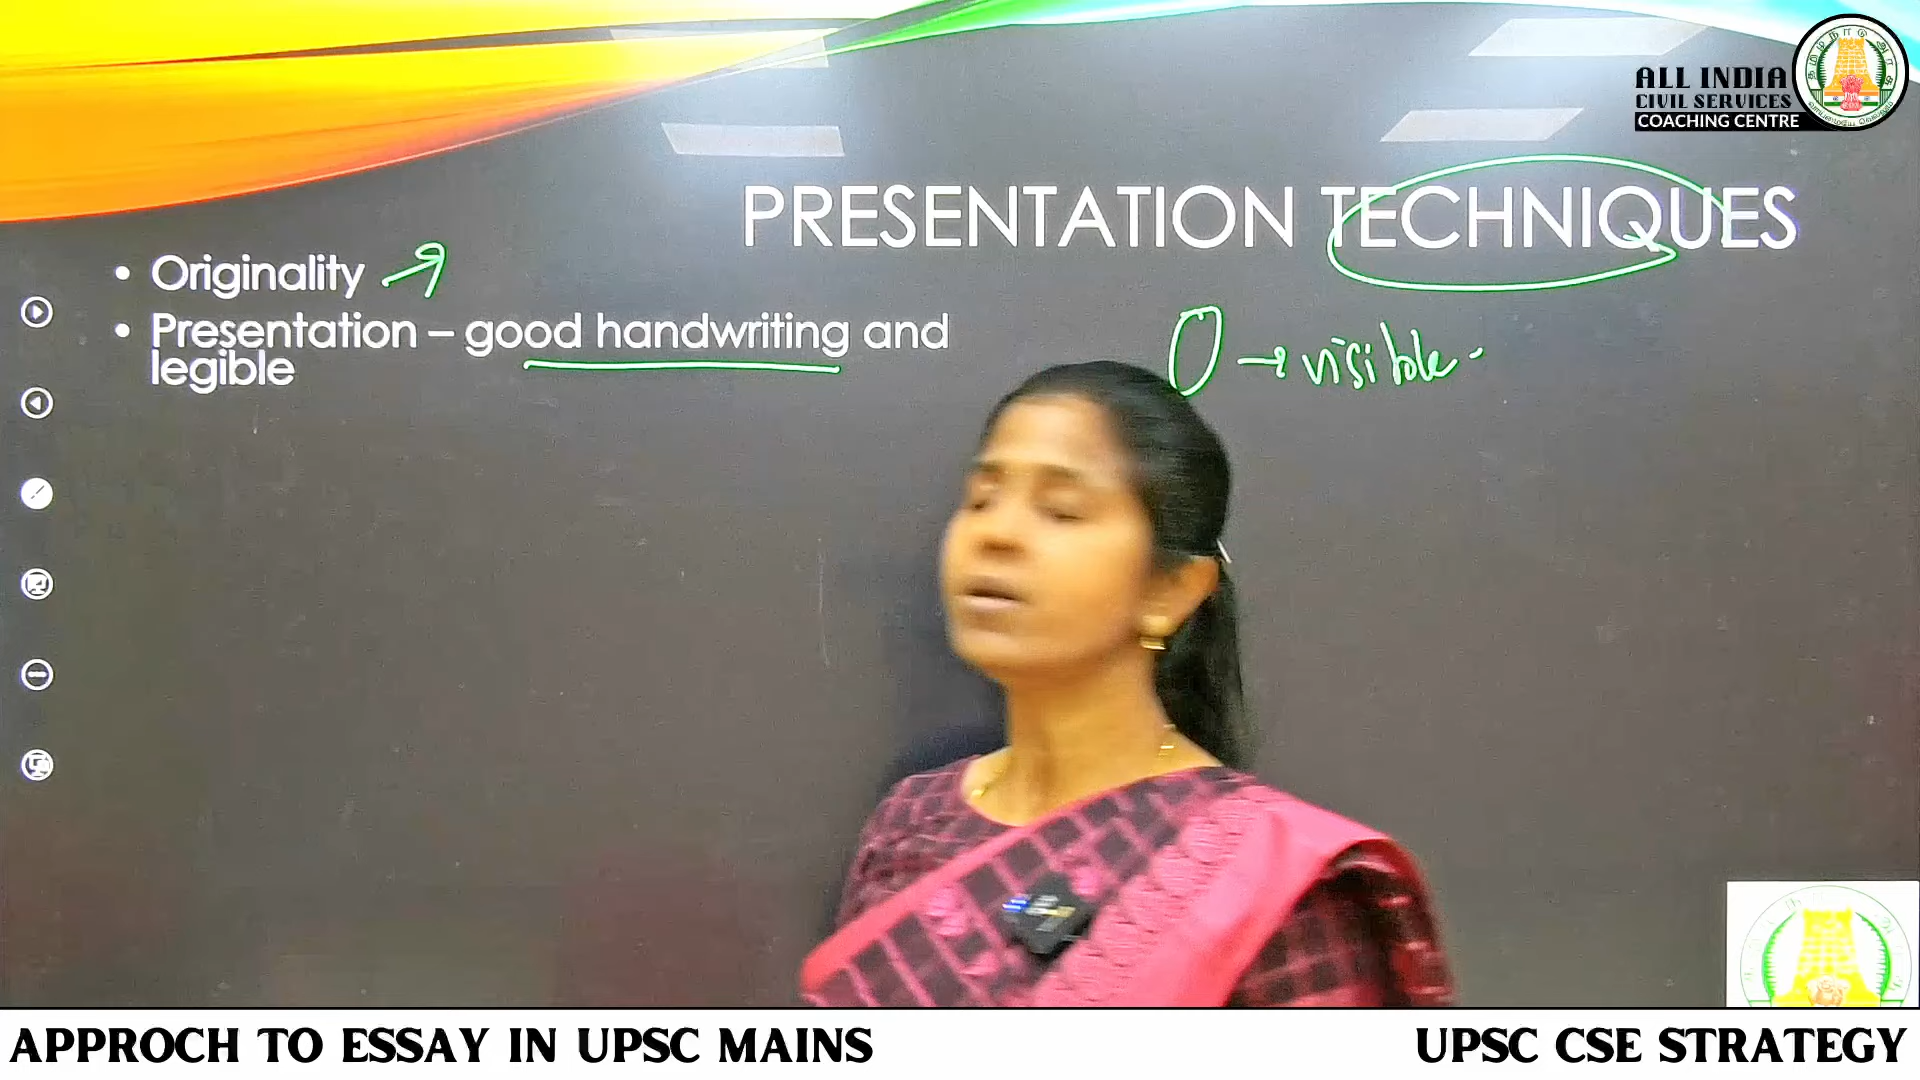 ALL INDIA
CIVIL SERVICES
COACHING CENTRE
PRESENTATION TECHNIQUES
• Originality
• Presentation – good handwriting and
legible
→ visible
APPROCH TO ESSAY IN UPSC MAINS
UPSC CSE STRATEGY